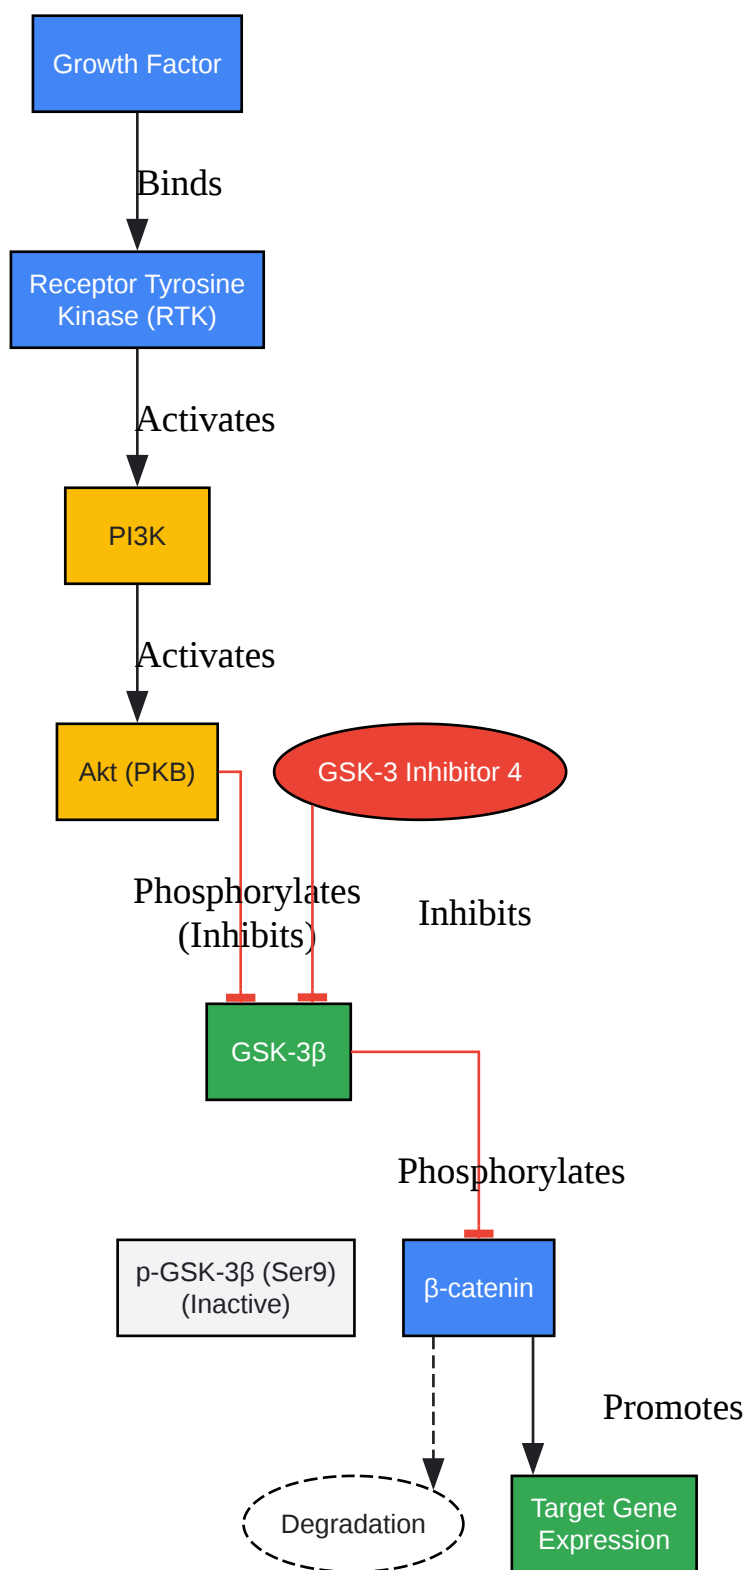 Growth Factor
Binds
Receptor Tyrosine
Kinase (RTK)
Activates
PI3K
Activates
Akt (PKB)
GSK-3 Inhibitor 4
Phosphorylates
(Inhibits)
Inhibits
GSK-3β
Phosphorylates
p-GSK-3β (Ser9)
(Inactive)
β-catenin
Promotes
Degradation
Target Gene
Expression